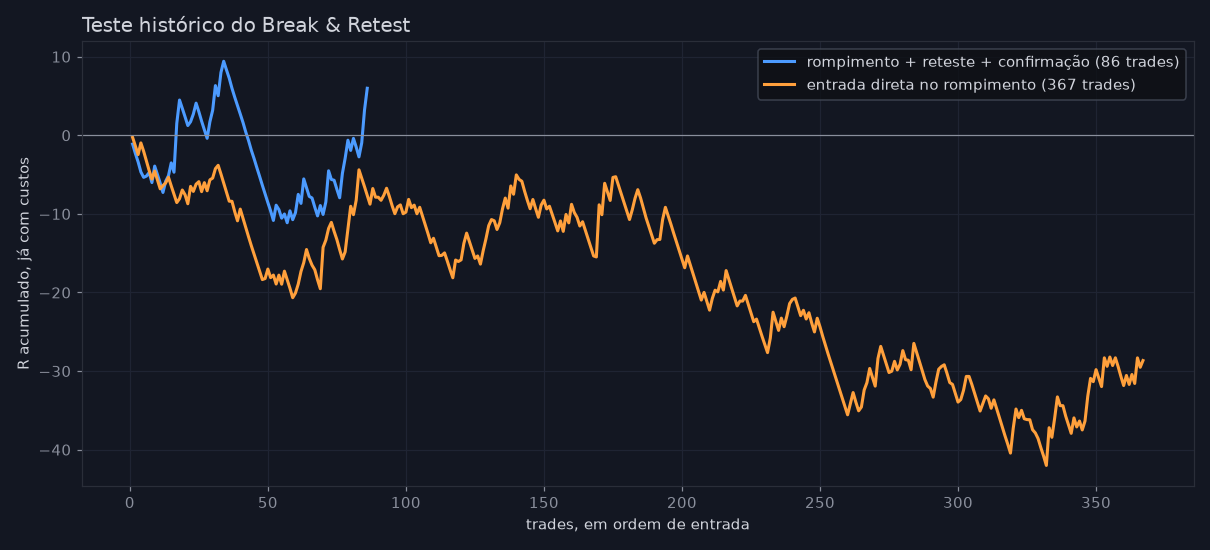 Teste histórico do Break & Retest
rompimento + reteste + confirmação (86 trades)
entrada direta no rompimento (367 trades)
R acumulado, já com custos
10
0
−10
−20
−30
−40
0
50
100
150
200
250
300
350
trades, em ordem de entrada